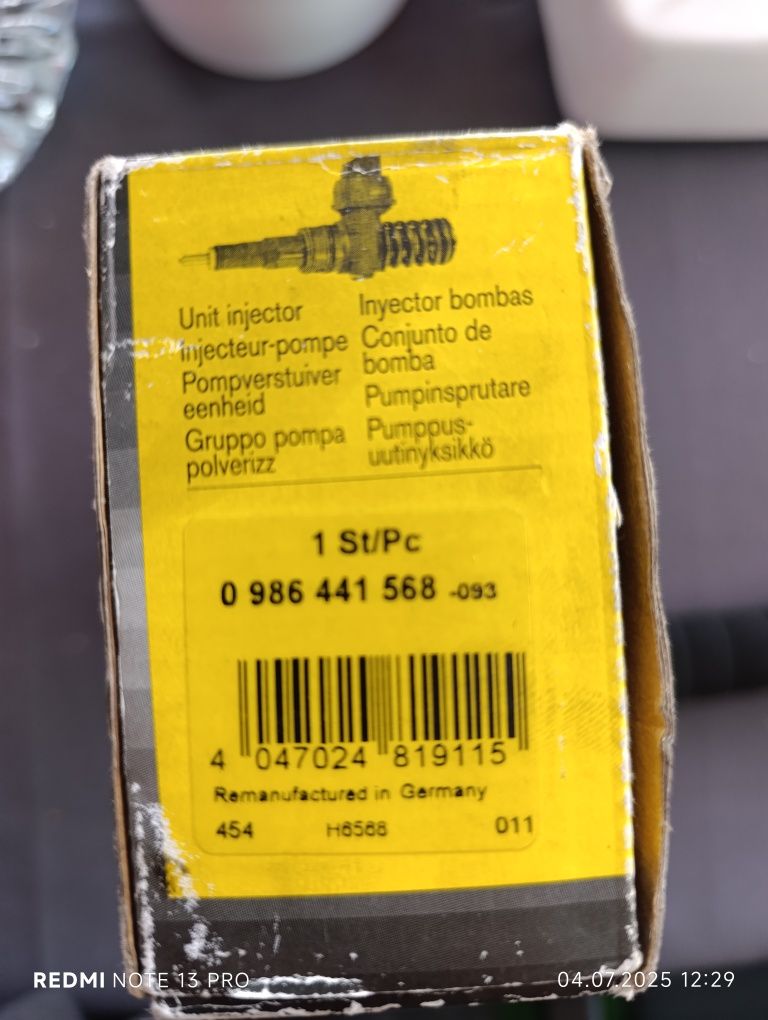 Unit injector
Injecteur-pompe
Pompverstuiver
eenheid
Gruppo pompa
polverizz
Inyector bombas
Conjunto de
bomba
Pumpinsprutare
Pumppus-
uutinyksikkö
1 St/Pc
0 986 441 568 -093
4 047024 819115
Remanufactured in Germany
454 H6568 011
REDMI NOTE 13 PRO 04.07.2025 12:29